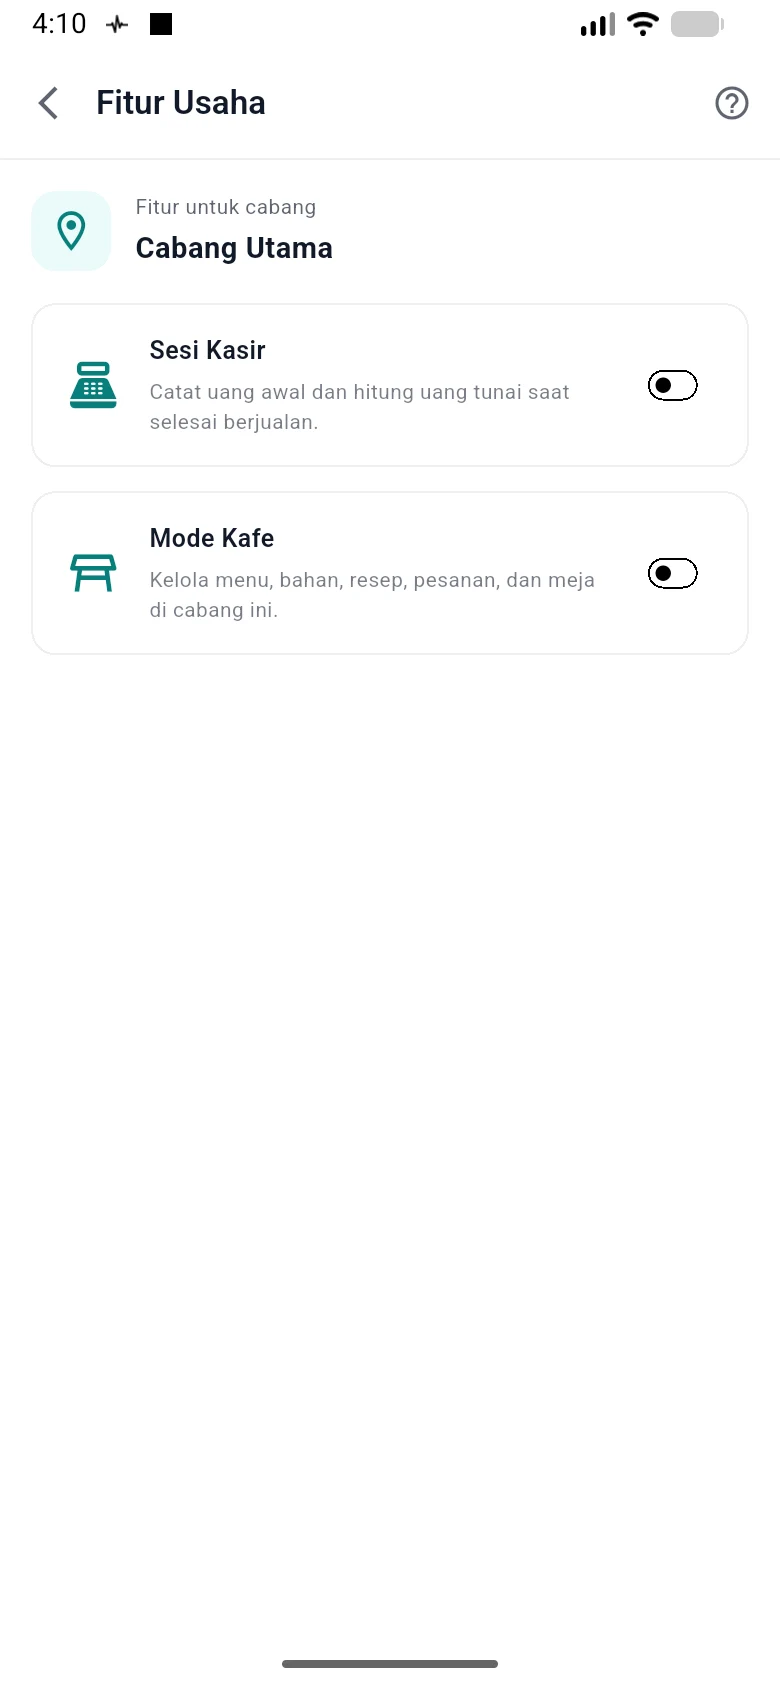 4:10
Fitur Usaha
Fitur untuk cabang
Cabang Utama
Sesi Kasir
Catat uang awal dan hitung uang tunai saat
selesai berjualan.
Mode Kafe
Kelola menu, bahan, resep, pesanan, dan meja
di cabang ini.